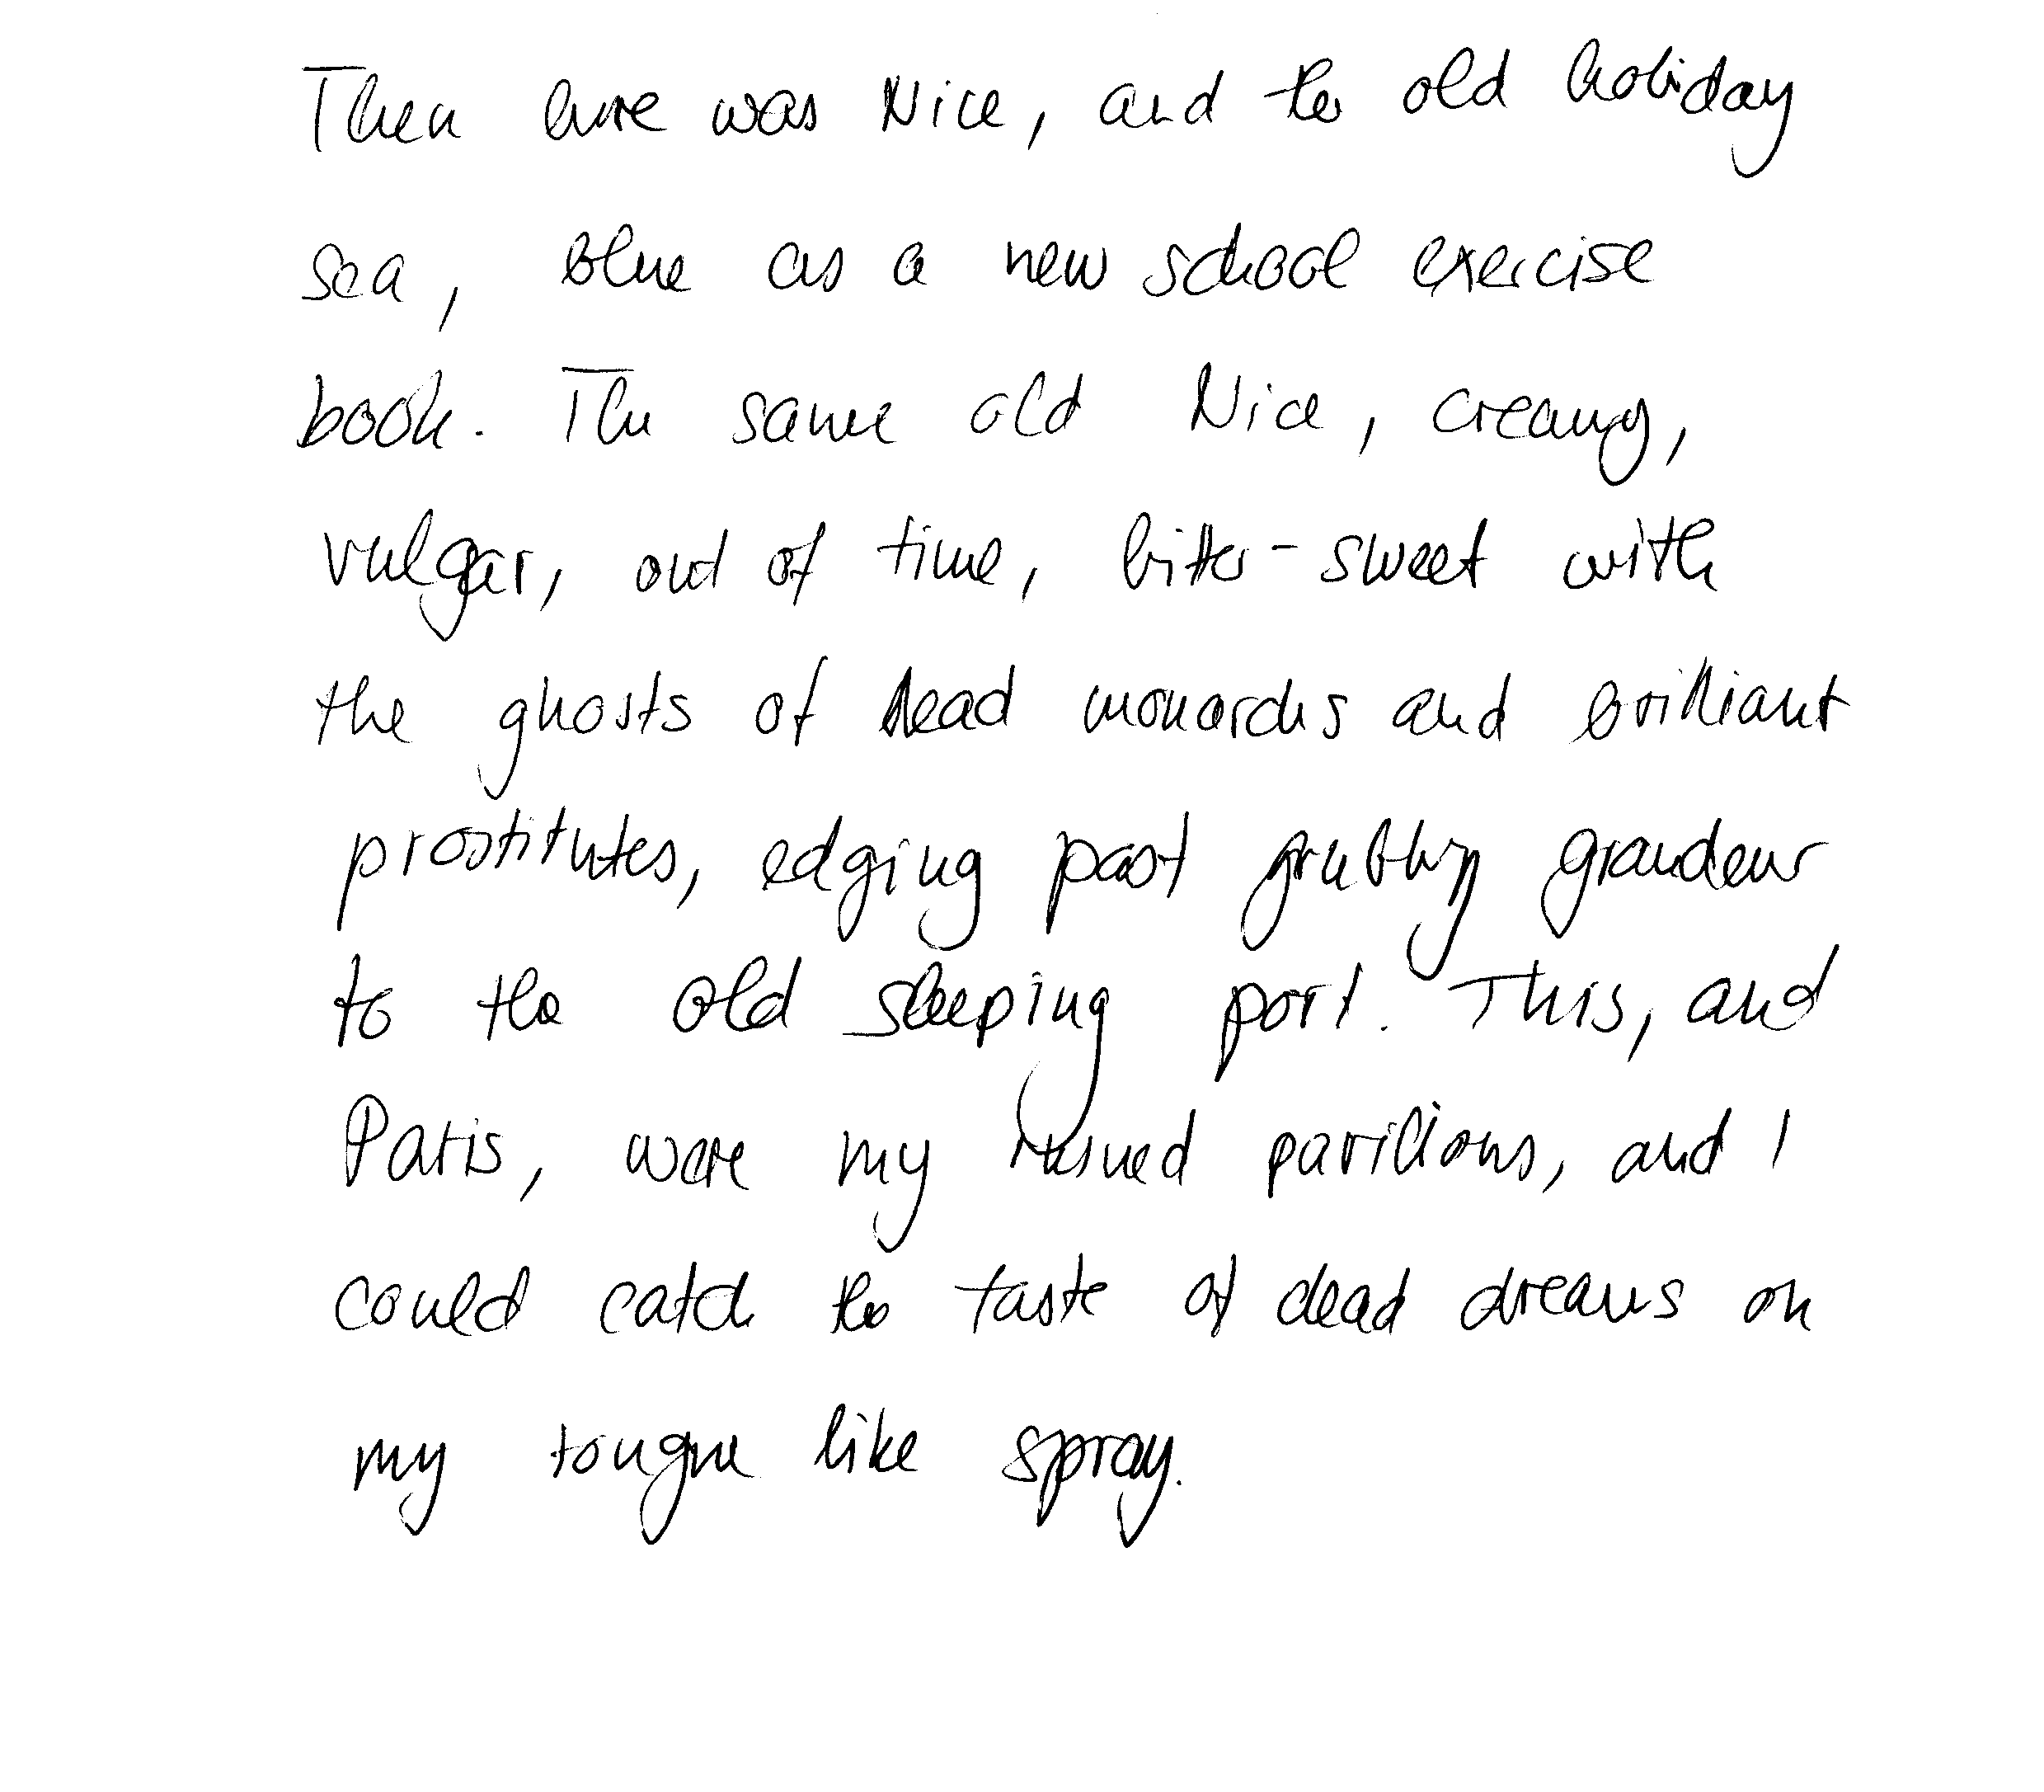 Then here was Nice, and the old holiday
sea, blue as a new school exercise
book. The same old Nice, creamy,
vulgar, out of time, bitter-sweet with
the ghosts of dead monarchs and brilliant
prostitutes, edging past grubby grandeur
to the old sleeping port. This, and
Paris, were my ruined pavilions, and I
could catch the taste of dead dreams on
my tongue like spray.